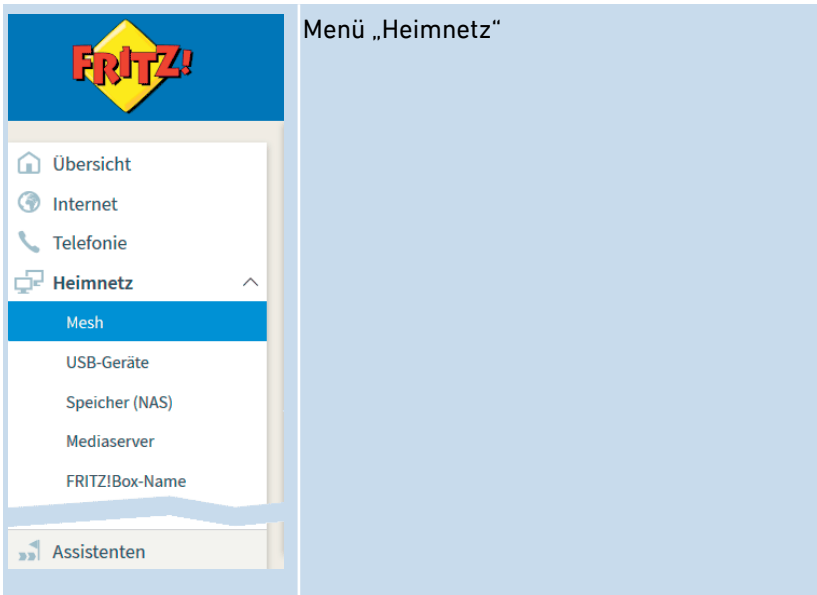 FRITZ!
Menü „Heimnetz“
Übersicht
Internet
Telefonie
Heimnetz
Mesh
USB-Geräte
Speicher (NAS)
Mediaserver
FRITZ!Box-Name
Assistenten